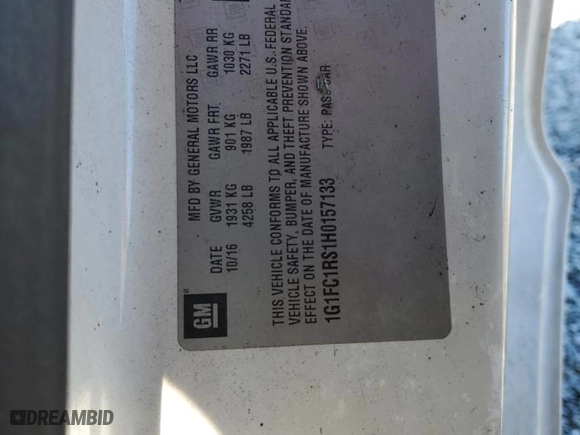 MFD BY GENERAL MOTORS LLC
DATE GVWR GAWR FRT GAWR RR
10/16 1931 KG 901 KG 1030 KG
4258 LB 1987 LB 2271 LB
THIS VEHICLE CONFORMS TO ALL APPLICABLE U.S. FEDERAL
VEHICLE SAFETY, BUMPER, AND THEFT PREVENTION STANDARDS
EFFECT ON THE DATE OF MANUFACTURE SHOWN ABOVE.
1G1FC1RS1H0157133 TYPE: PASS CAR
GM
®
DREAMBID